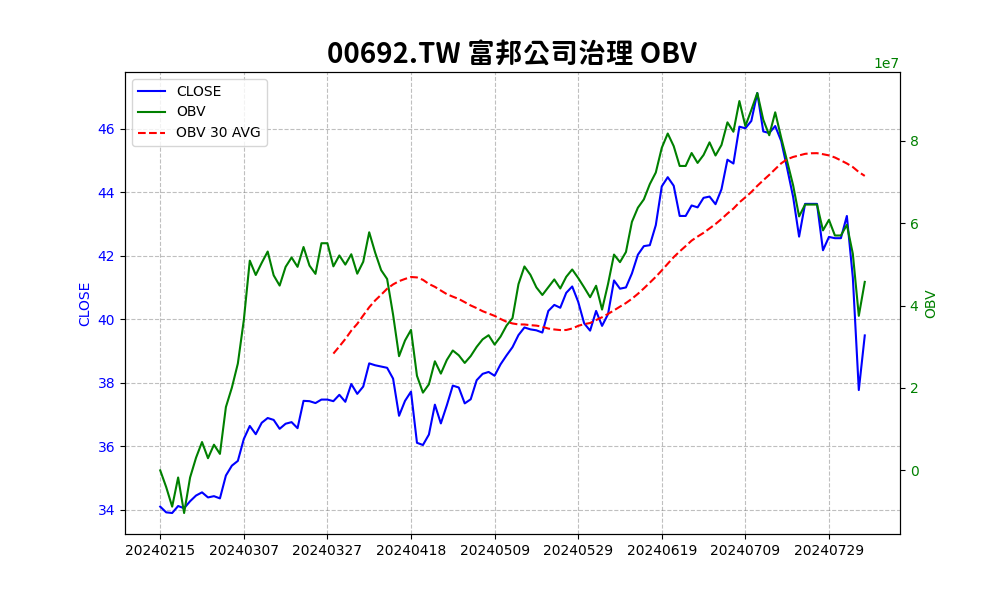 00692.TW 富邦公司治理 OBV
1e7
CLOSE
OBV
OBV 30 AVG
46
44
42
40
38
36
34
CLOSE
8
6
4
2
0
OBV
20240215 20240307 20240327 20240418 20240509 20240529 20240619 20240709 20240729